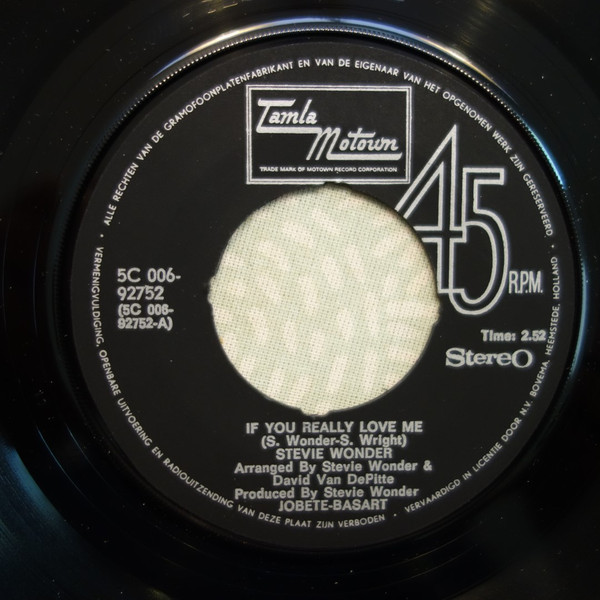 ALLE RECHTEN VAN DE GRAMOFOONPLATENFABRIKANT EN VAN DE EIGENAAR VAN HET OPGENOMEN WERK ZIJN GERESERVEERD
Tamla
Motown
TRADE MARK OF MOTOWN RECORD CORPORATION
45
R.P.M.
5C 006-
92752
(5C 006-
92752-A)
Time: 2.52
Stereo
IF YOU REALLY LOVE ME
(S. Wonder-S. Wright)
STEVIE WONDER
Arranged By Stevie Wonder &
David Van DePitte
Produced By Stevie Wonder
JOBETE-BASART
VERMENIGVULDIGING, OPENBARE UITVOERING EN RADIOUITZENDING VAN DEZE PLAAT ZIJN VERBODEN • VERVAARDIGD IN LICENTIE DOOR N.V. BOVEMA, HEEMSTEDE, HOLLAND •